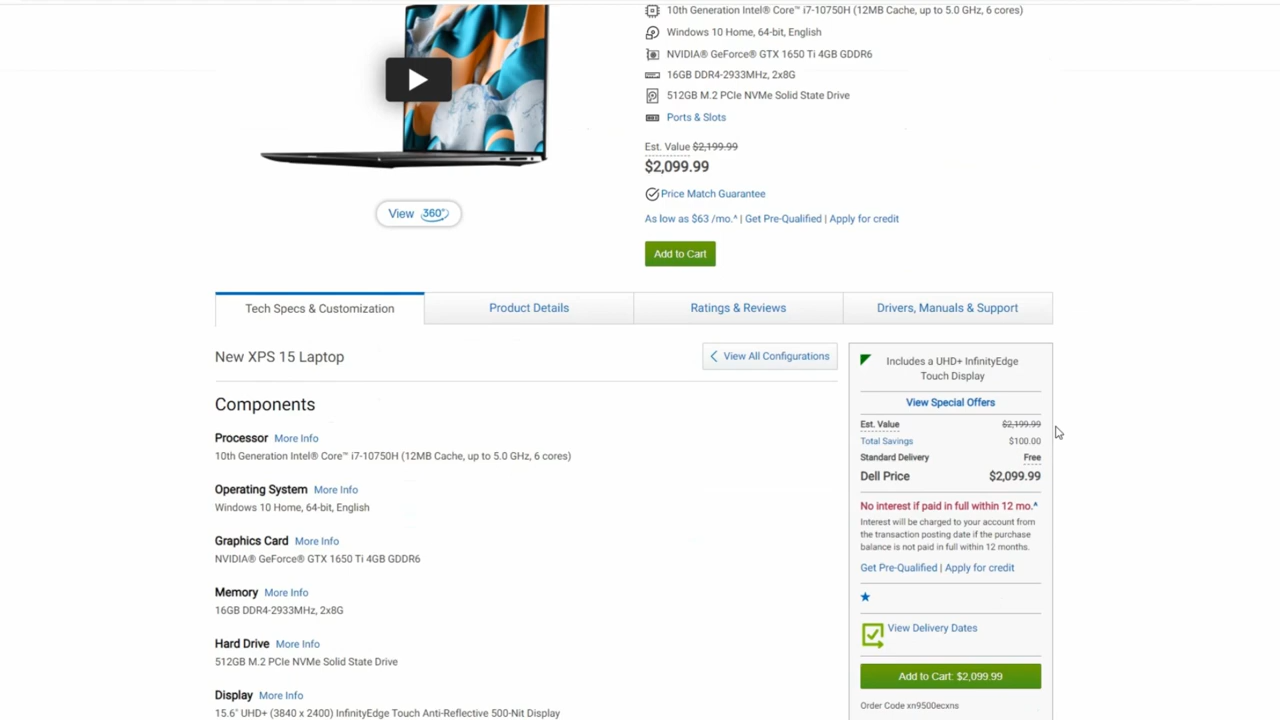 10th Generation Intel® Core™ i7-10750H (12MB Cache, up to 5.0 GHz, 6 cores)
Windows 10 Home, 64-bit, English
NVIDIA® GeForce® GTX 1650 Ti 4GB GDDR6
16GB DDR4-2933MHz, 2x8G
512GB M.2 PCIe NVMe Solid State Drive
Ports & Slots
Est. Value $2,199.99
$2,099.99
Price Match Guarantee
As low as $63 /mo.^ | Get Pre-Qualified | Apply for credit
Add to Cart
View 360°
Tech Specs & Customization
Product Details
Ratings & Reviews
Drivers, Manuals & Support
New XPS 15 Laptop
View All Configurations
Components
Processor More Info
10th Generation Intel® Core™ i7-10750H (12MB Cache, up to 5.0 GHz, 6 cores)
Operating System More Info
Windows 10 Home, 64-bit, English
Graphics Card More Info
NVIDIA® GeForce® GTX 1650 Ti 4GB GDDR6
Memory More Info
16GB DDR4-2933MHz, 2x8G
Hard Drive More Info
512GB M.2 PCIe NVMe Solid State Drive
Display More Info
15.6" UHD+ (3840 x 2400) InfinityEdge Touch Anti-Reflective 500-Nit Display
Includes a UHD+ InfinityEdge
Touch Display
View Special Offers
Est. Value $2,199.99
Total Savings $100.00
Standard Delivery Free
Dell Price $2,099.99
No interest if paid in full within 12 mo.^
Interest will be charged to your account from
the transaction posting date if the purchase
balance is not paid in full within 12 months.
Get Pre-Qualified | Apply for credit
View Delivery Dates
Add to Cart: $2,099.99
Order Code xn9500ecxns